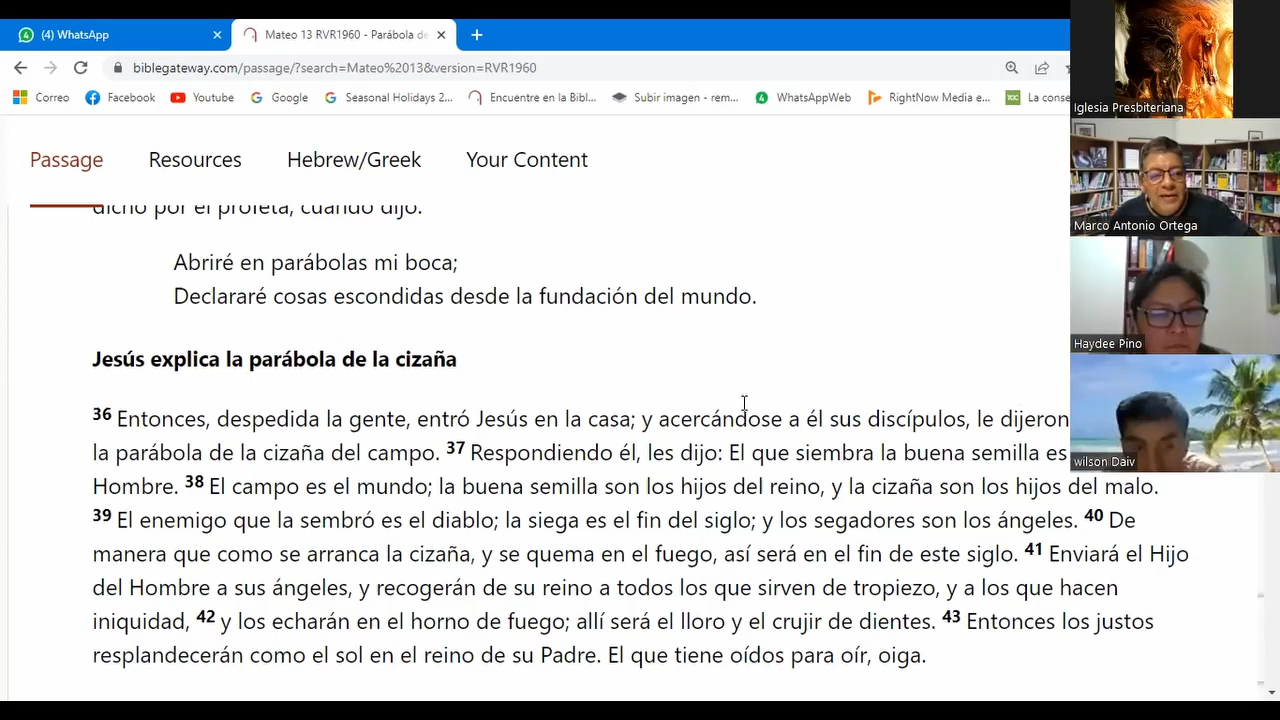 (4) WhatsApp
Mateo 13 RVR1960 - Parábola de
biblegateway.com/passage/?search=Mateo%2013&version=RVR1960
Correo Facebook Youtube Google Seasonal Holidays 2... Encuentre en la Bibl... Subir imagen - rem... WhatsAppWeb RightNow Media e... La conse
Passage Resources Hebrew/Greek Your Content
dicho por el profeta, cuando dijo:
Abriré en parábolas mi boca;
Declararé cosas escondidas desde la fundación del mundo.
Jesús explica la parábola de la cizaña
36 Entonces, despedida la gente, entró Jesús en la casa; y acercándose a él sus discípulos, le dijeron
la parábola de la cizaña del campo. 37 Respondiendo él, les dijo: El que siembra la buena semilla es
Hombre. 38 El campo es el mundo; la buena semilla son los hijos del reino, y la cizaña son los hijos del malo.
39 El enemigo que la sembró es el diablo; la siega es el fin del siglo; y los segadores son los ángeles. 40 De
manera que como se arranca la cizaña, y se quema en el fuego, así será en el fin de este siglo. 41 Enviará el Hijo
del Hombre a sus ángeles, y recogerán de su reino a todos los que sirven de tropiezo, y a los que hacen
iniquidad, 42 y los echarán en el horno de fuego; allí será el lloro y el crujir de dientes. 43 Entonces los justos
resplandecerán como el sol en el reino de su Padre. El que tiene oídos para oír, oiga.
Iglesia Presbiteriana
Marco Antonio Ortega
Haydee Pino
wilson Daiv